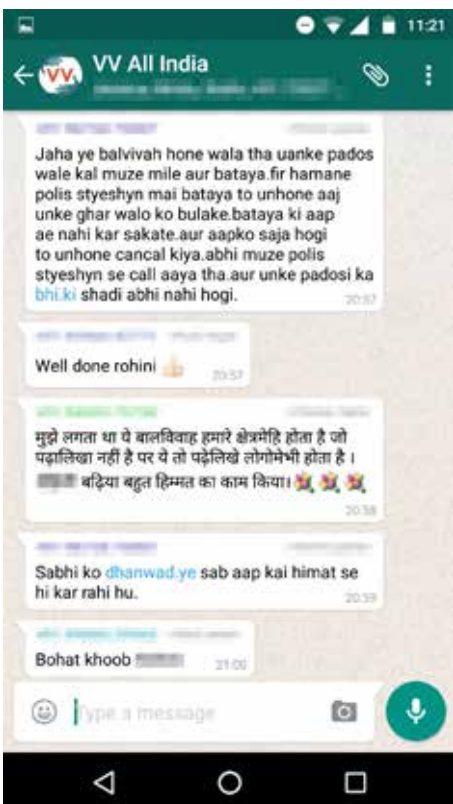 11:21
VV
VV All India
Jaha ye balvivah hone wala tha uanke pados
wale kal muze mile aur bataya.fir hamane
polis styeshyn mai bataya to unhone aaj
unke ghar walo ko bulake.bataya ki aap
ae nahi kar sakate.aur aapko saja hogi
to unhone cancal kiya.abhi muze polis
styeshyn se call aaya tha.aur unke padosi ka
bhi.ki shadi abhi nahi hogi.
20:57
Well done rohini
20:57
मुझे लगता था ये बालविवाह हमारे क्षेत्रमेहि होता है जो
पढ़ालिखा नहीं है पर ये तो पढ़ेलिखे लोगोमेभी होता है ।
बढ़िया बहुत हिम्मत का काम किया।
20:58
Sabhi ko dhanwad.ye sab aap kai himat se
hi kar rahi hu.
20:59
Bohat khoob
21:00
Type a message